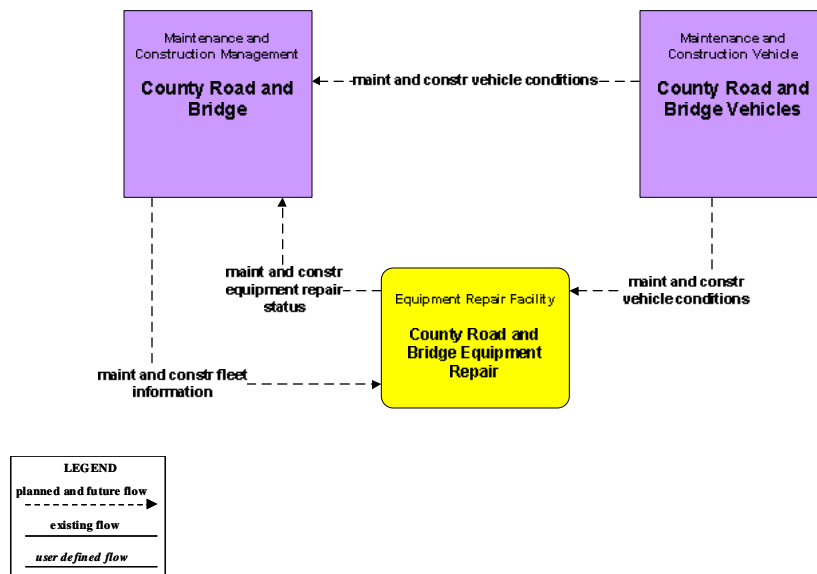 Maintenance and
Construction Management
County Road and
Bridge
Maintenance and
Construction Vehicle
County Road and
Bridge Vehicles
maint and constr vehicle conditions
maint and constr
equipment repair
status
Equipment Repair Facility
County Road and
Bridge Equipment
Repair
maint and constr
vehicle conditions
maint and constr fleet
information
LEGEND
planned and future flow
existing flow
user defined flow